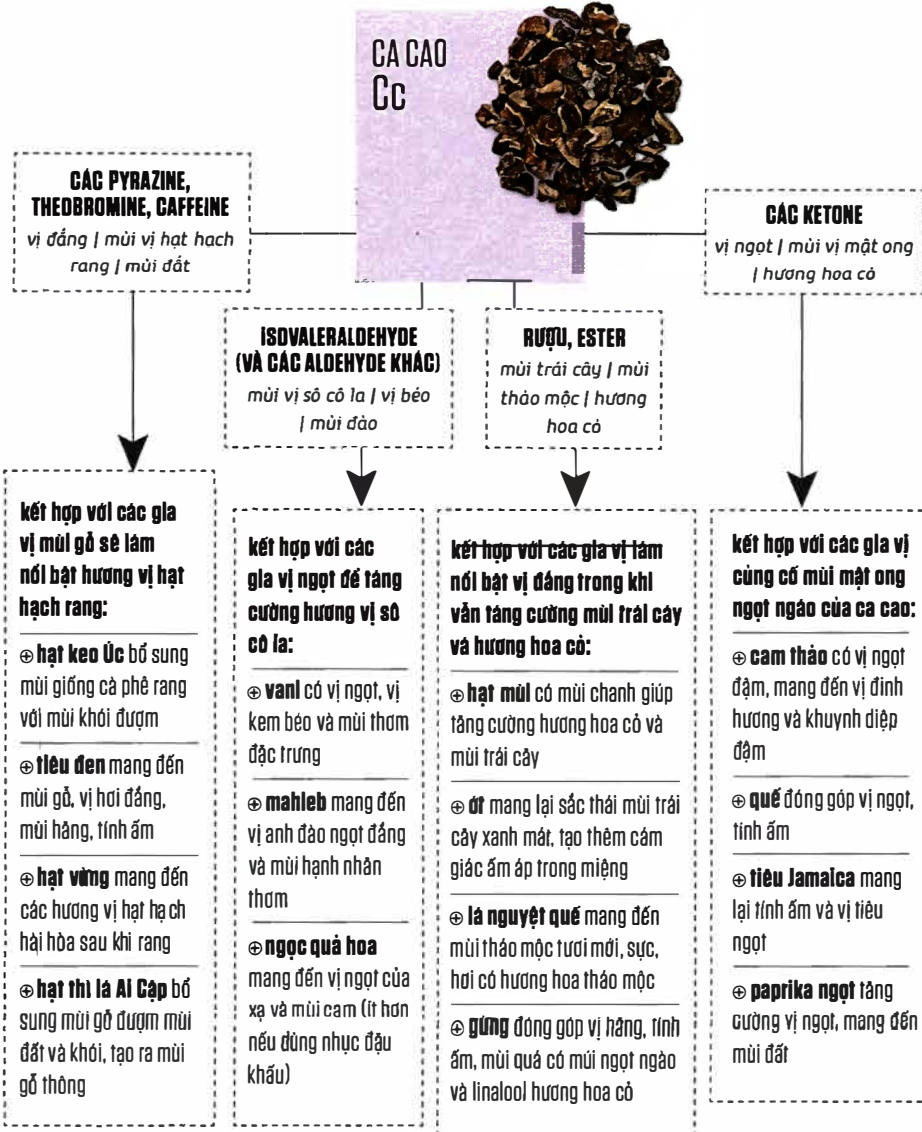 CA CAO
Cc
CÁC PYRAZINE,
THEOBROMINE, CAFFEINE
vị đắng | mùi vị hạt hạch
rang | mùi đất
CÁC KETONE
vị ngọt | mùi vị mật ong
| hương hoa cỏ
ISOVALERALDEHYDE
(VÀ CÁC ALDEHYDE KHÁC)
mùi vị sô cô la | vị béo
| mùi đào
RƯỢU, ESTER
mùi trái cây | mùi
thảo mộc | hương
hoa cỏ
kết hợp với các gia
vị mùi gỗ sẽ làm
nổi bật hương vị hạt
hạch rang:
⊕ hạt keo Úc bổ sung
mùi giống cà phê rang
với mùi khói đượm
⊕ tiêu đen mang đến
mùi gỗ, vị hơi đắng,
mùi hăng, tính ấm
⊕ hạt vừng mang đến
các hương vị hạt hạch
hài hòa sau khi rang
⊕ hạt thì là Ai Cập bổ
sung mùi gỗ đượm mùi
đất và khói, tạo ra mùi
gỗ thông
kết hợp với các
gia vị ngọt để tăng
cường hương vị sô
cô la:
⊕ vani có vị ngọt, vị
kem béo và mùi thơm
đặc trưng
⊕ mahleb mang đến
vị anh đào ngọt đắng
và mùi hạnh nhân
thơm
⊕ ngọc quả hoa
mang đến vị ngọt của
xạ và mùi cam (ít hơn
nếu dùng nhục đậu
khấu)
kết hợp với các gia vị làm
nổi bật vị đắng trong khi
vẫn tăng cường mùi trái cây
và hương hoa cỏ:
⊕ hạt mùi có mùi chanh giúp
tăng cường hương hoa cỏ và
mùi trái cây
⊕ ớt mang lại sắc thái mùi trái
cây xanh mát, tạo thêm cảm
giác ấm áp trong miệng
⊕ lá nguyệt quế mang đến
mùi thảo mộc tươi mới, sực,
hơi có hương hoa thảo mộc
⊕ gừng đóng góp vị hăng, tính
ấm, mùi quả có múi ngọt ngào
và linalool hương hoa cỏ
kết hợp với các gia vị
củng cố mùi mật ong
ngọt ngào của ca cao:
⊕ cam thảo có vị ngọt
đậm, mang đến vị đinh
hương và khuynh diệp
đậm
⊕ quế đóng góp vị ngọt,
tính ấm
⊕ tiêu Jamaica mang
lại tính ấm và vị tiêu
ngọt
⊕ paprika ngọt tăng
cường vị ngọt, mang đến
mùi đất